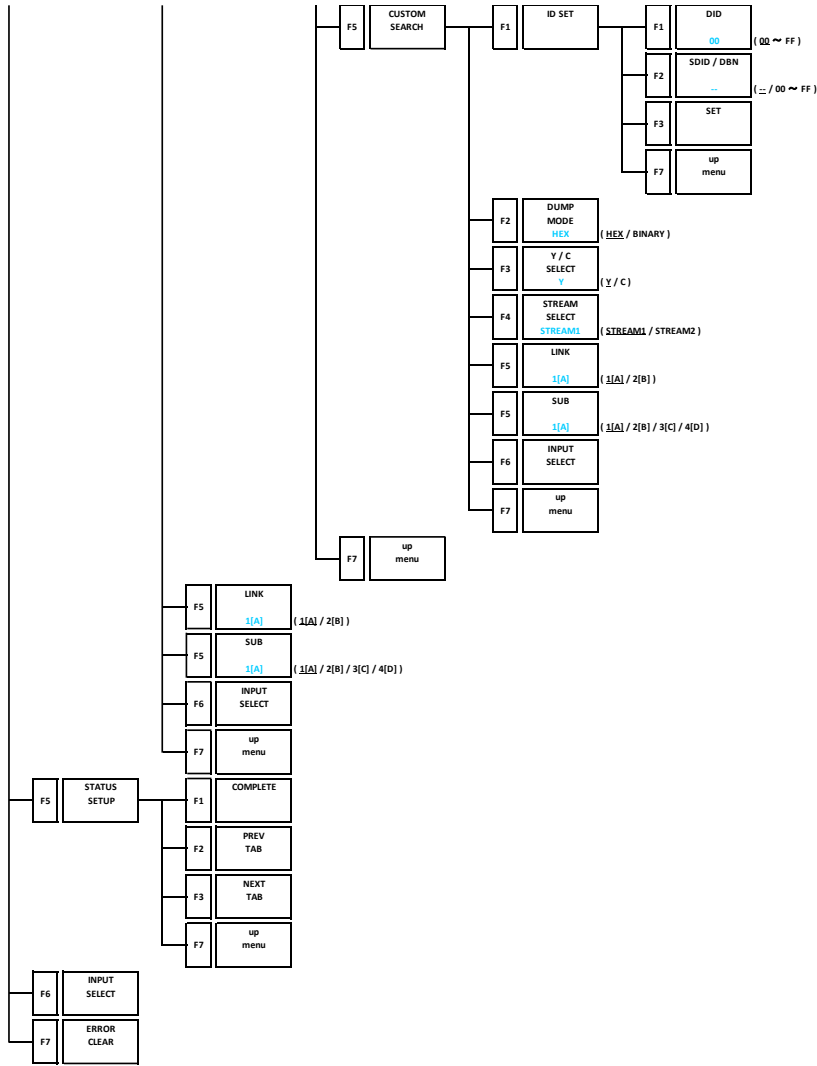 F5
CUSTOM
SEARCH
F1
ID SET
F1
DID
00
( 00 ~ FF )
F2
SDID / DBN
--
( -- / 00 ~ FF )
F3
SET
F7
up
menu
F2
DUMP
MODE
HEX
( HEX / BINARY )
F3
Y / C
SELECT
Y
( Y / C )
F4
STREAM
SELECT
STREAM1
( STREAM1 / STREAM2 )
F5
LINK
1[A]
( 1[A] / 2[B] )
F5
SUB
1[A]
( 1[A] / 2[B] / 3[C] / 4[D] )
F6
INPUT
SELECT
F7
up
menu
F7
up
menu
F5
LINK
1[A]
( 1[A] / 2[B] )
F5
SUB
1[A]
( 1[A] / 2[B] / 3[C] / 4[D] )
F6
INPUT
SELECT
F7
up
menu
F5
STATUS
SETUP
F1
COMPLETE
F2
PREV
TAB
F3
NEXT
TAB
F7
up
menu
F6
INPUT
SELECT
F7
ERROR
CLEAR